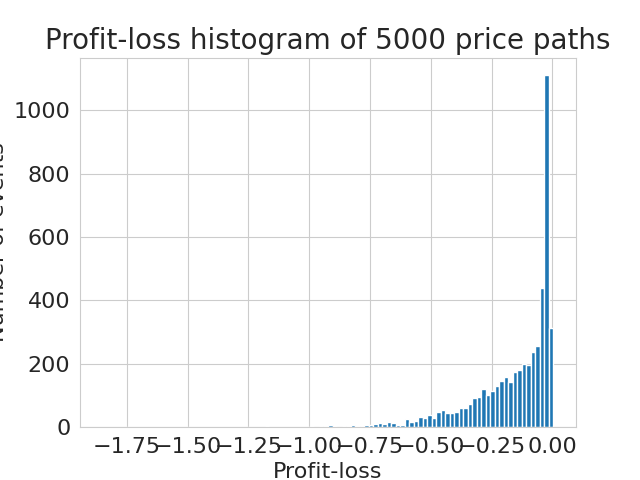 Profit-loss histogram of 5000 price paths
Number of events
1000
800
600
400
200
0
−1.75 −1.50 −1.25 −1.00 −0.75 −0.50 −0.25 0.00
Profit-loss